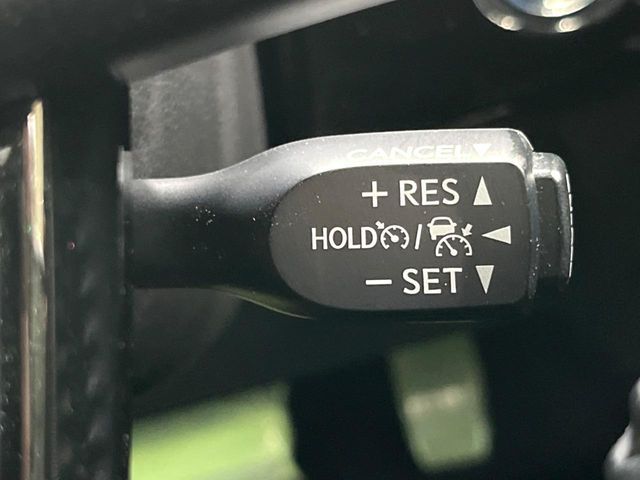 CANCEL ▼
+ RES ▲
HOLD / ◀
− SET ▼